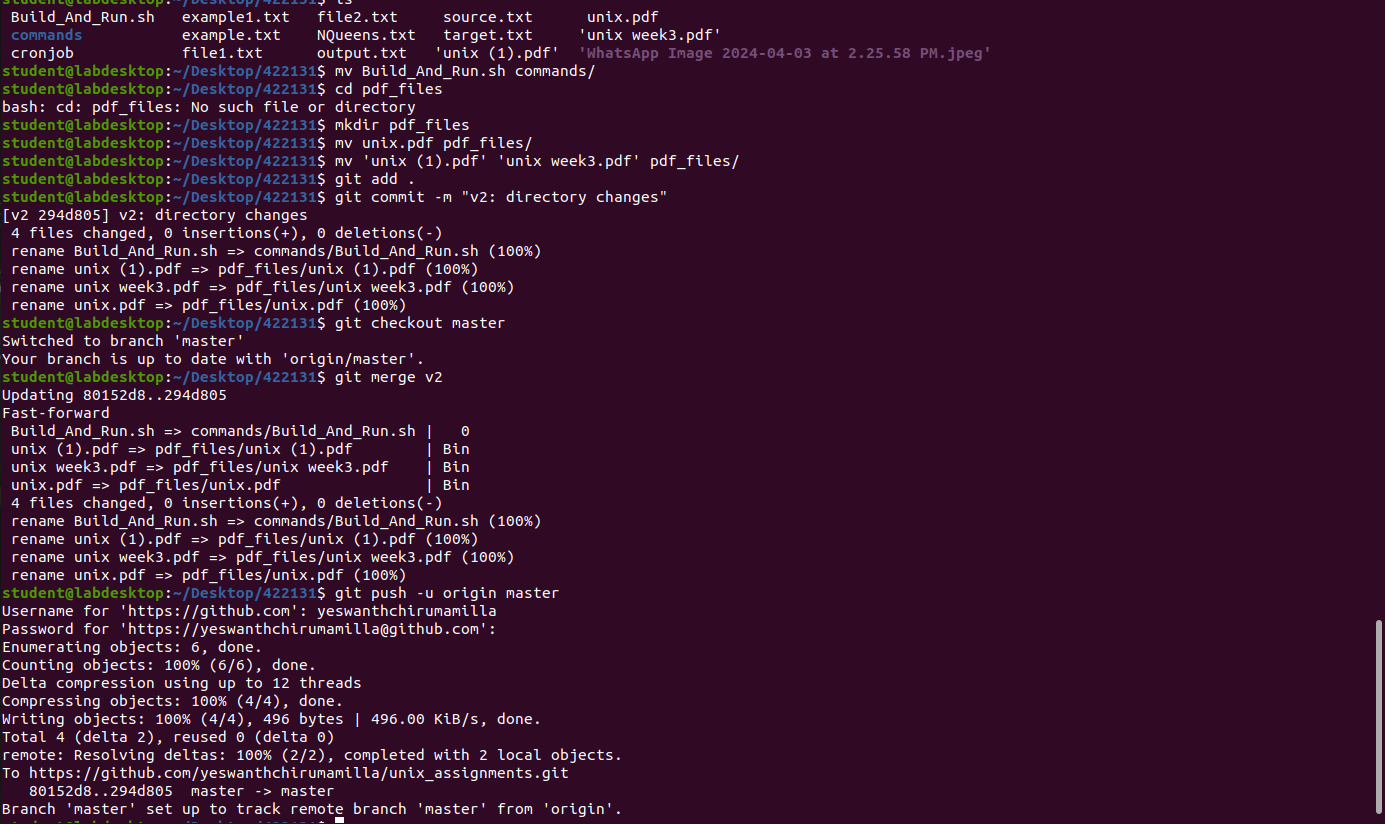 student@labdesktop:~/Desktop/422131$ ls
 Build_And_Run.sh   example1.txt   file2.txt     source.txt      unix.pdf
 commands           example.txt    NQueens.txt   target.txt     'unix week3.pdf'
 cronjob            file1.txt      output.txt   'unix (1).pdf'  'WhatsApp Image 2024-04-03 at 2.25.58 PM.jpeg'
student@labdesktop:~/Desktop/422131$ mv Build_And_Run.sh commands/
student@labdesktop:~/Desktop/422131$ cd pdf_files
bash: cd: pdf_files: No such file or directory
student@labdesktop:~/Desktop/422131$ mkdir pdf_files
student@labdesktop:~/Desktop/422131$ mv unix.pdf pdf_files/
student@labdesktop:~/Desktop/422131$ mv 'unix (1).pdf' 'unix week3.pdf' pdf_files/
student@labdesktop:~/Desktop/422131$ git add .
student@labdesktop:~/Desktop/422131$ git commit -m "v2: directory changes"
[v2 294d805] v2: directory changes
 4 files changed, 0 insertions(+), 0 deletions(-)
 rename Build_And_Run.sh => commands/Build_And_Run.sh (100%)
 rename unix (1).pdf => pdf_files/unix (1).pdf (100%)
 rename unix week3.pdf => pdf_files/unix week3.pdf (100%)
 rename unix.pdf => pdf_files/unix.pdf (100%)
student@labdesktop:~/Desktop/422131$ git checkout master
Switched to branch 'master'
Your branch is up to date with 'origin/master'.
student@labdesktop:~/Desktop/422131$ git merge v2
Updating 80152d8..294d805
Fast-forward
 Build_And_Run.sh => commands/Build_And_Run.sh |   0
 unix (1).pdf => pdf_files/unix (1).pdf        | Bin
 unix week3.pdf => pdf_files/unix week3.pdf    | Bin
 unix.pdf => pdf_files/unix.pdf                | Bin
 4 files changed, 0 insertions(+), 0 deletions(-)
 rename Build_And_Run.sh => commands/Build_And_Run.sh (100%)
 rename unix (1).pdf => pdf_files/unix (1).pdf (100%)
 rename unix week3.pdf => pdf_files/unix week3.pdf (100%)
 rename unix.pdf => pdf_files/unix.pdf (100%)
student@labdesktop:~/Desktop/422131$ git push -u origin master
Username for 'https://github.com': yeswanthchirumamilla
Password for 'https://yeswanthchirumamilla@github.com':
Enumerating objects: 6, done.
Counting objects: 100% (6/6), done.
Delta compression using up to 12 threads
Compressing objects: 100% (4/4), done.
Writing objects: 100% (4/4), 496 bytes | 496.00 KiB/s, done.
Total 4 (delta 2), reused 0 (delta 0)
remote: Resolving deltas: 100% (2/2), completed with 2 local objects.
To https://github.com/yeswanthchirumamilla/unix_assignments.git
   80152d8..294d805  master -> master
Branch 'master' set up to track remote branch 'master' from 'origin'.